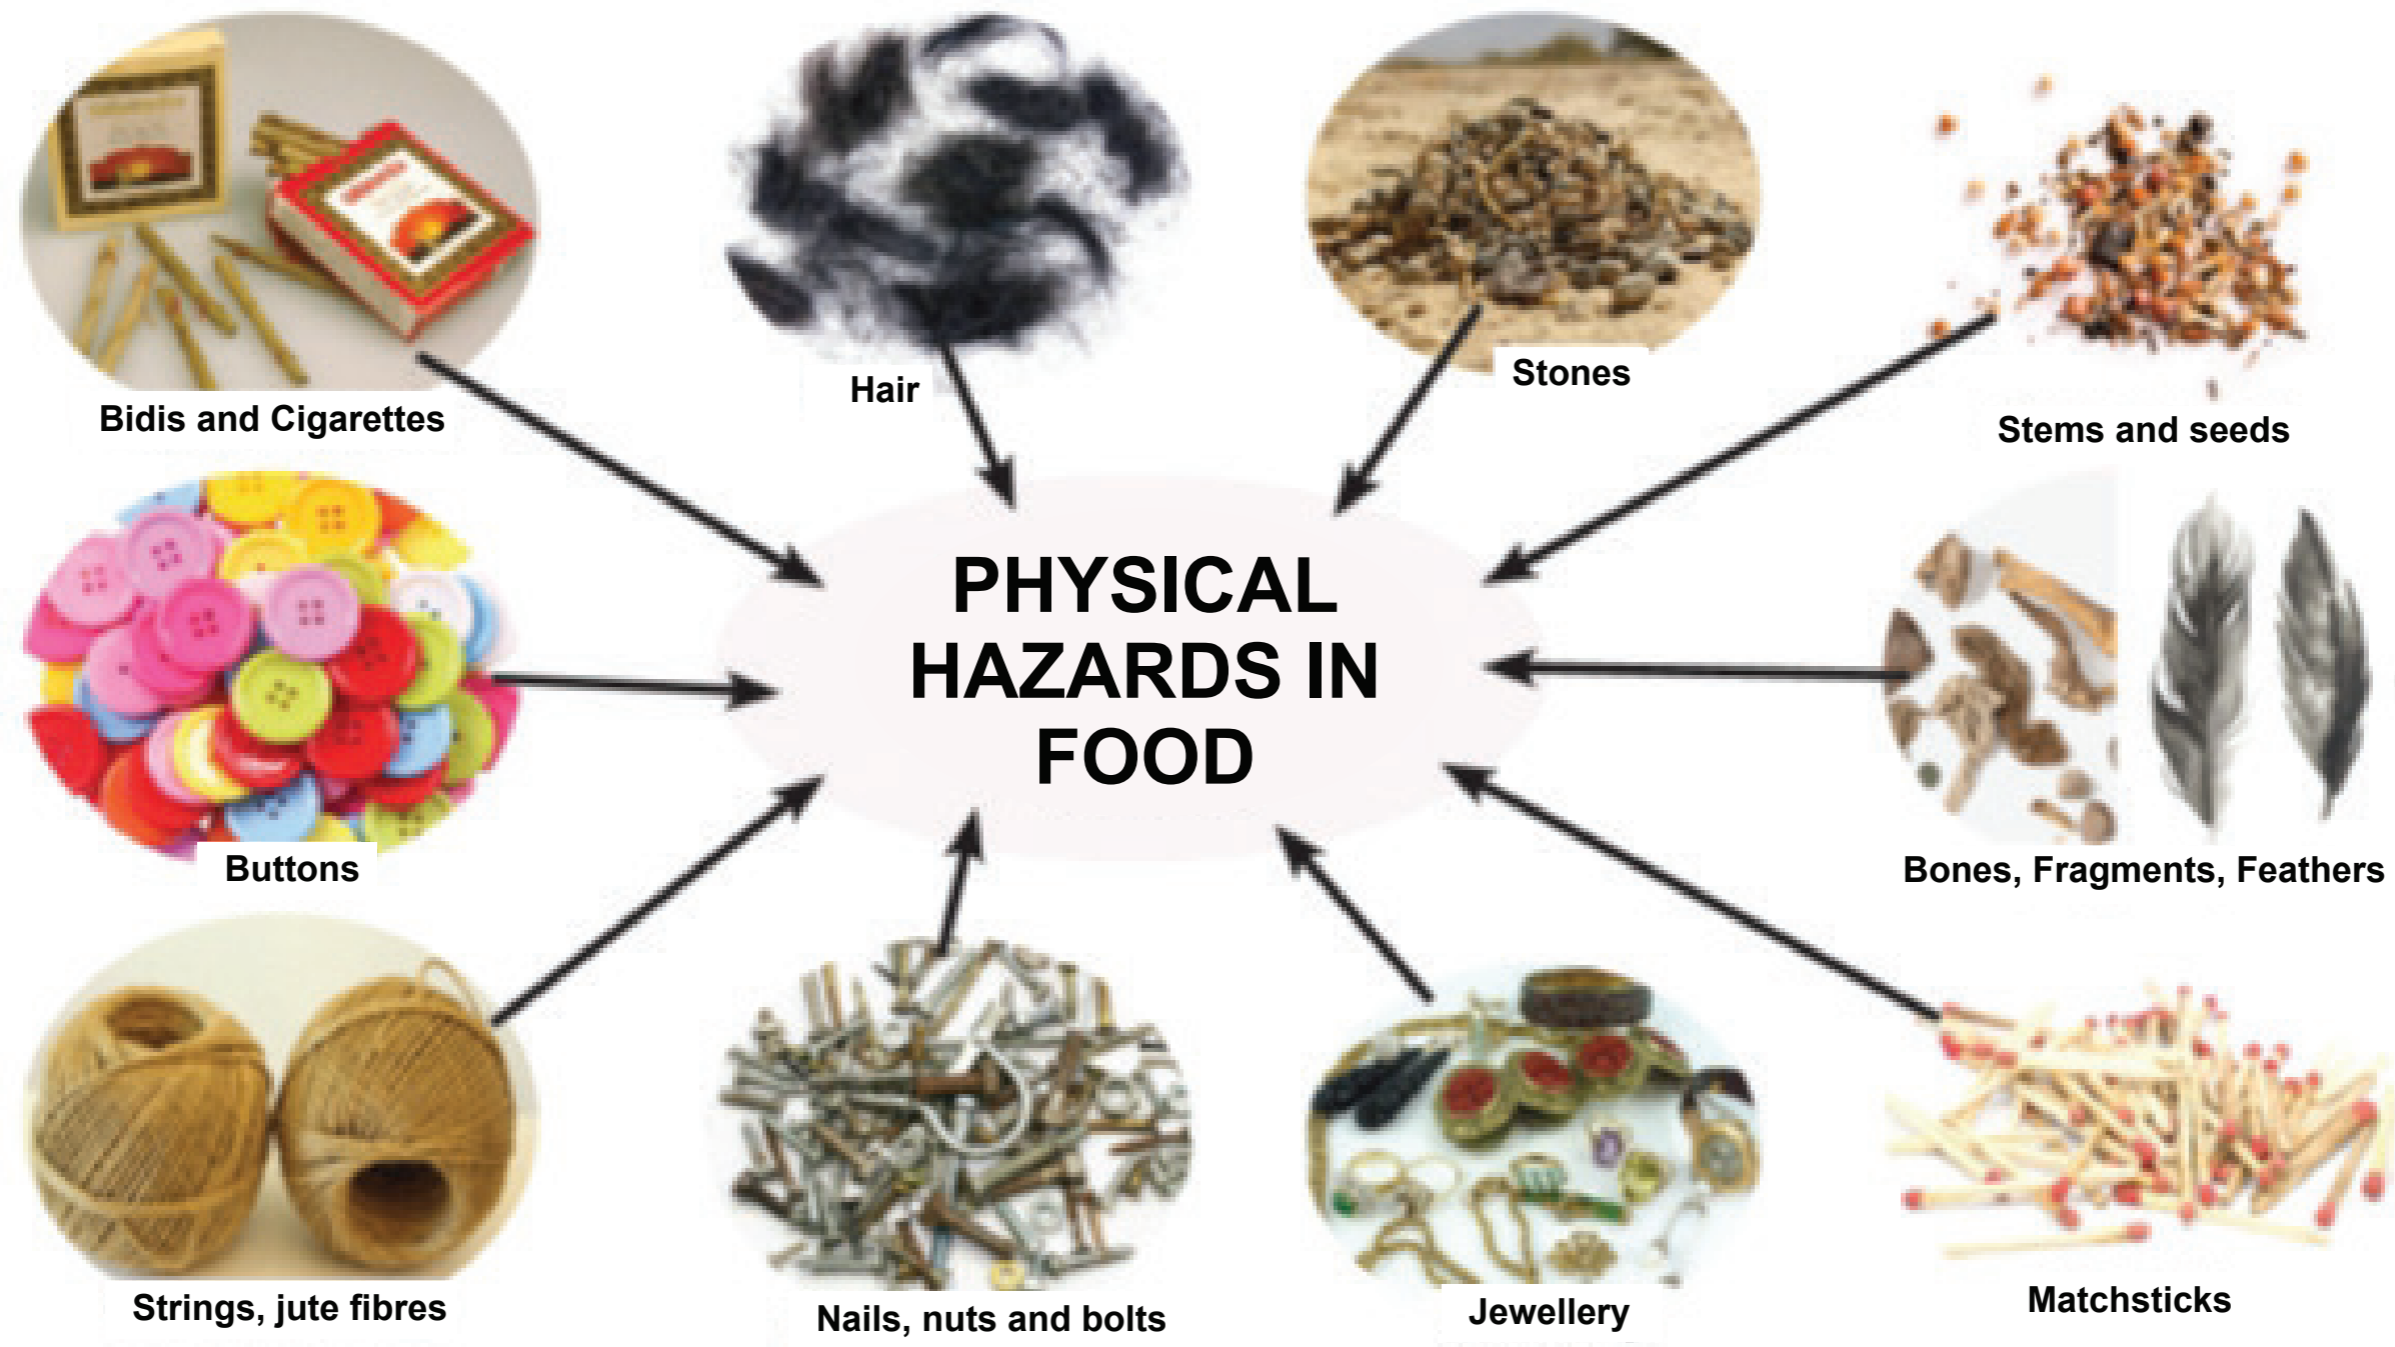 Hair
Stones
Bidis and Cigarettes
Stems and seeds
PHYSICAL
HAZARDS IN
FOOD
Buttons
Bones, Fragments, Feathers
Strings, jute fibres
Nails, nuts and bolts
Jewellery
Matchsticks